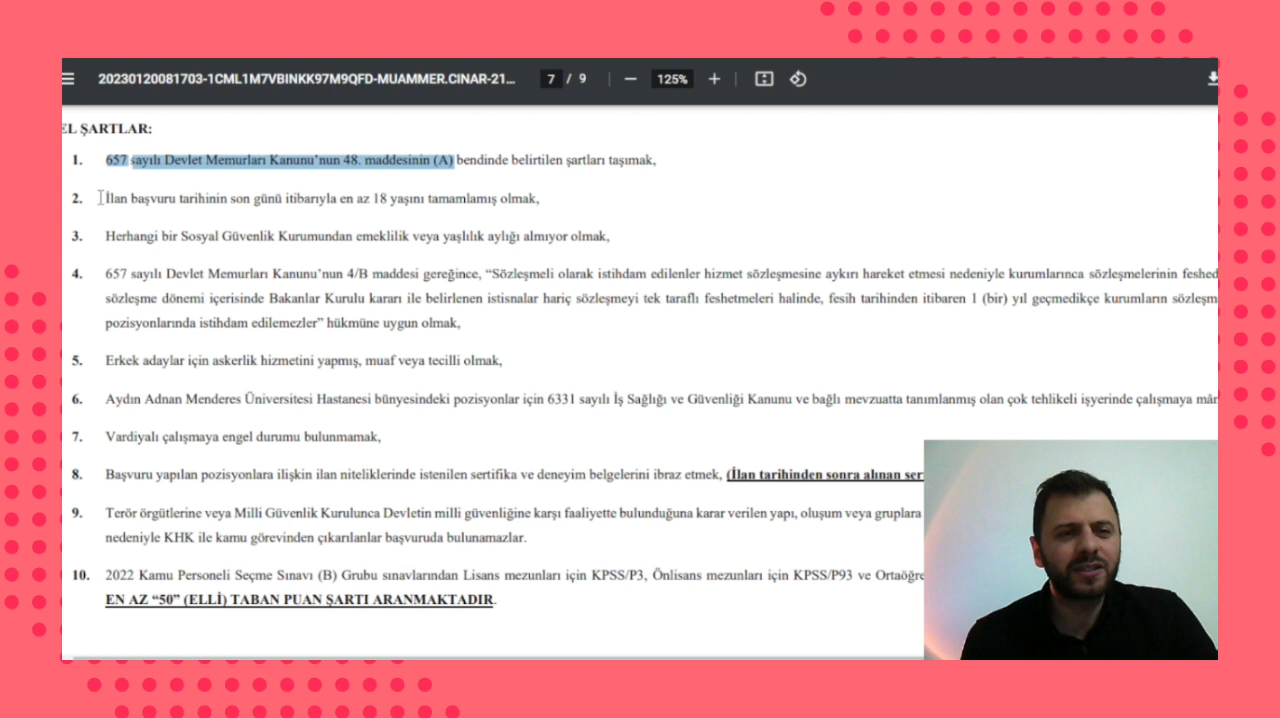 20230120081703-1CML1M7VBINKK97M9QFD-MUAMMER.CINAR-21... 7 / 9 125%
EL ŞARTLAR:
1. 657 sayılı Devlet Memurları Kanunu’nun 48. maddesinin (A) bendinde belirtilen şartları taşımak,
2. İlan başvuru tarihinin son günü itibarıyla en az 18 yaşını tamamlamış olmak,
3. Herhangi bir Sosyal Güvenlik Kurumundan emeklilik veya yaşlılık aylığı almıyor olmak,
4. 657 sayılı Devlet Memurları Kanunu’nun 4/B maddesi gereğince, “Sözleşmeli olarak istihdam edilenler hizmet sözleşmesine aykırı hareket etmesi nedeniyle kurumlarınca sözleşmelerinin feshed
sözleşme dönemi içerisinde Bakanlar Kurulu kararı ile belirlenen istisnalar hariç sözleşmeyi tek taraflı feshetmeleri halinde, fesih tarihinden itibaren 1 (bir) yıl geçmedikçe kurumların sözleşm
pozisyonlarında istihdam edilemezler” hükmüne uygun olmak,
5. Erkek adaylar için askerlik hizmetini yapmış, muaf veya tecilli olmak,
6. Aydın Adnan Menderes Üniversitesi Hastanesi bünyesindeki pozisyonlar için 6331 sayılı İş Sağlığı ve Güvenliği Kanunu ve bağlı mevzuatta tanımlanmış olan çok tehlikeli işyerinde çalışmaya mân
7. Vardiyalı çalışmaya engel durumu bulunmamak,
8. Başvuru yapılan pozisyonlara ilişkin ilan niteliklerinde istenilen sertifika ve deneyim belgelerini ibraz etmek, (İlan tarihinden sonra alınan ser
9. Terör örgütlerine veya Milli Güvenlik Kurulunca Devletin milli güvenliğine karşı faaliyette bulunduğuna karar verilen yapı, oluşum veya gruplara
nedeniyle KHK ile kamu görevinden çıkarılanlar başvuruda bulunamazlar.
10. 2022 Kamu Personeli Seçme Sınavı (B) Grubu sınavlarından Lisans mezunları için KPSS/P3, Önlisans mezunları için KPSS/P93 ve Ortaöğre
EN AZ “50” (ELLİ) TABAN PUAN ŞARTI ARANMAKTADIR.